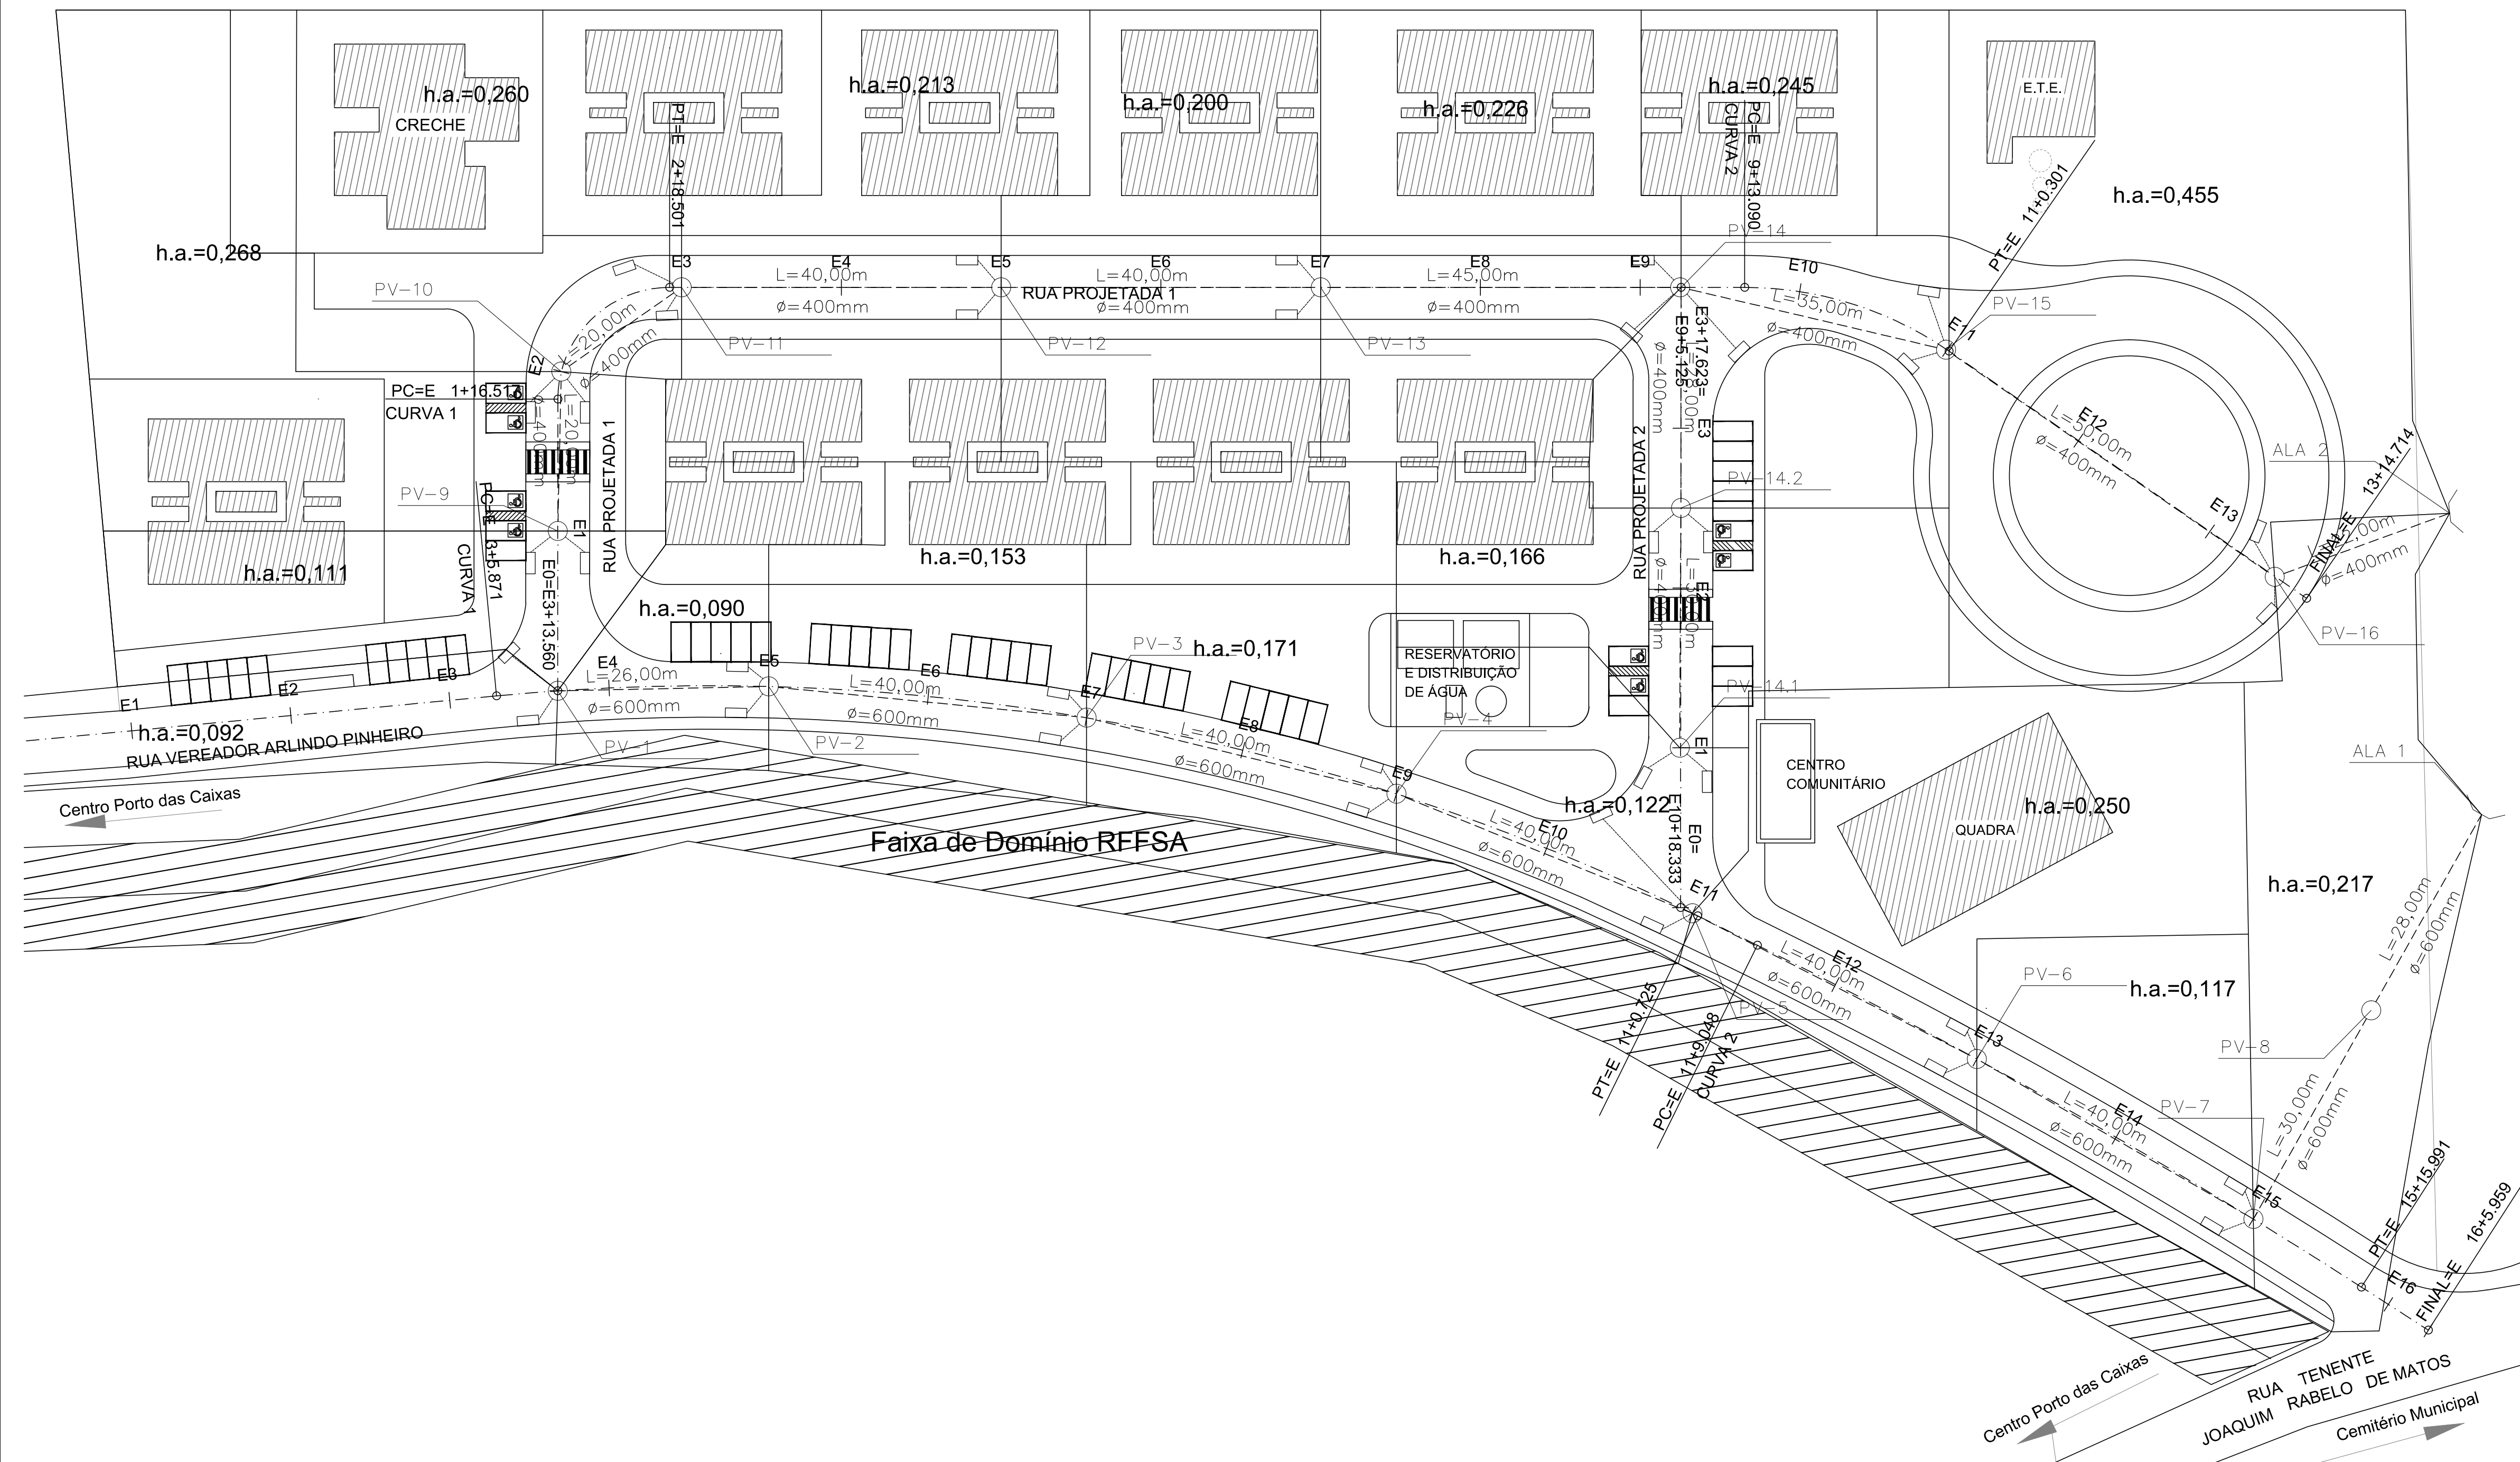 h.a.=0,260
CRECHE
PT=E 2+18.501
h.a.=0,213
h.a.=0,200
h.a.=0,226
h.a.=0,245
CURVA 2
PC=E 9+13.090
E.T.E.
h.a.=0,455
PT=E 11+0.301
h.a.=0,268
PV-10
E3
E4
E5
E6
E7
E8
E9
E10
PV-14
L=40,00m
L=40,00m
L=45,00m
L=35,00m
RUA PROJETADA 1
ø=400mm
ø=400mm
ø=400mm
ø=400mm
E11
PV-15
PV-11
PV-12
PV-13
E2
L=20,00m
ø=400mm
PC=E 1+16.517
CURVA 1
ø=400mm
L=20,00m
RUA PROJETADA 1
E3+17.623=
E9+5.125
ø=400mm
L=28,00m
E3
RUA PROJETADA 2
PV-14.2
E12
L=50,00m
ø=400mm
E13
ALA 2
13+14.714
FINAL=E
ø=400mm
PV-16
PV-9
E1
PC=E 3+5.871
CURVA 1
E0=E3+13.560
h.a.=0,111
h.a.=0,153
h.a.=0,166
ø=400mm
E2
h.a.=0,090
PV-3
h.a.=0,171
RESERVATÓRIO
E DISTRIBUIÇÃO
DE ÁGUA
PV-4
PV-14.1
E1
E1
E2
E3
E4
L=26,00m
ø=600mm
E5
E6
L=40,00m
ø=600mm
E7
E8
L=40,00m
ø=600mm
E9
h.a.=0,092
RUA VEREADOR ARLINDO PINHEIRO
PV-1
PV-2
Centro Porto das Caixas
Faixa de Domínio RFFSA
h.a.=0,122
E0=
E10+18.333
CENTRO
COMUNITÁRIO
QUADRA
h.a.=0,250
ALA 1
L=40,00m
E10
ø=600mm
E11
h.a.=0,217
L=28,00m
ø=600mm
E12
L=40,00m
ø=600mm
PV-5
PV-6
h.a.=0,117
E13
PT=E 11+0.725
PC=E 11+9.048
CURVA 2
PV-8
PV-7
E14
L=40,00m
ø=600mm
L=30,00m
ø=600mm
E15
PT=E 15+15.991
E16
FINAL=E 16+5.959
Centro Porto das Caixas
RUA TENENTE
JOAQUIM RABELO DE MATOS
Cemitério Municipal